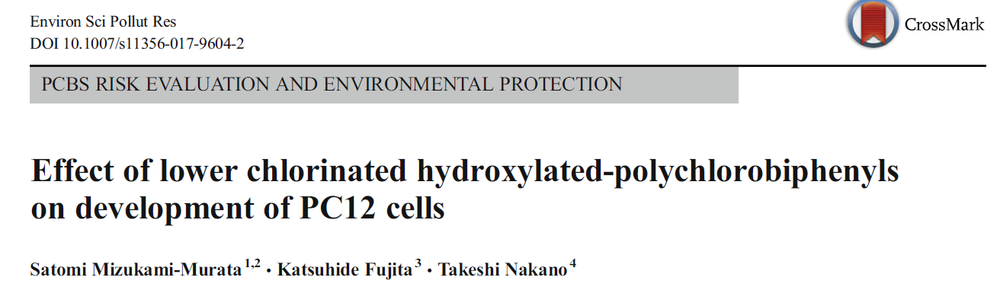 Environ Sci Pollut Res
DOI 10.1007/s11356-017-9604-2
CrossMark
PCBS RISK EVALUATION AND ENVIRONMENTAL PROTECTION
Effect of lower chlorinated hydroxylated-polychlorobiphenyls
on development of PC12 cells
Satomi Mizukami-Murata 1,2 • Katsuhide Fujita 3 • Takeshi Nakano 4